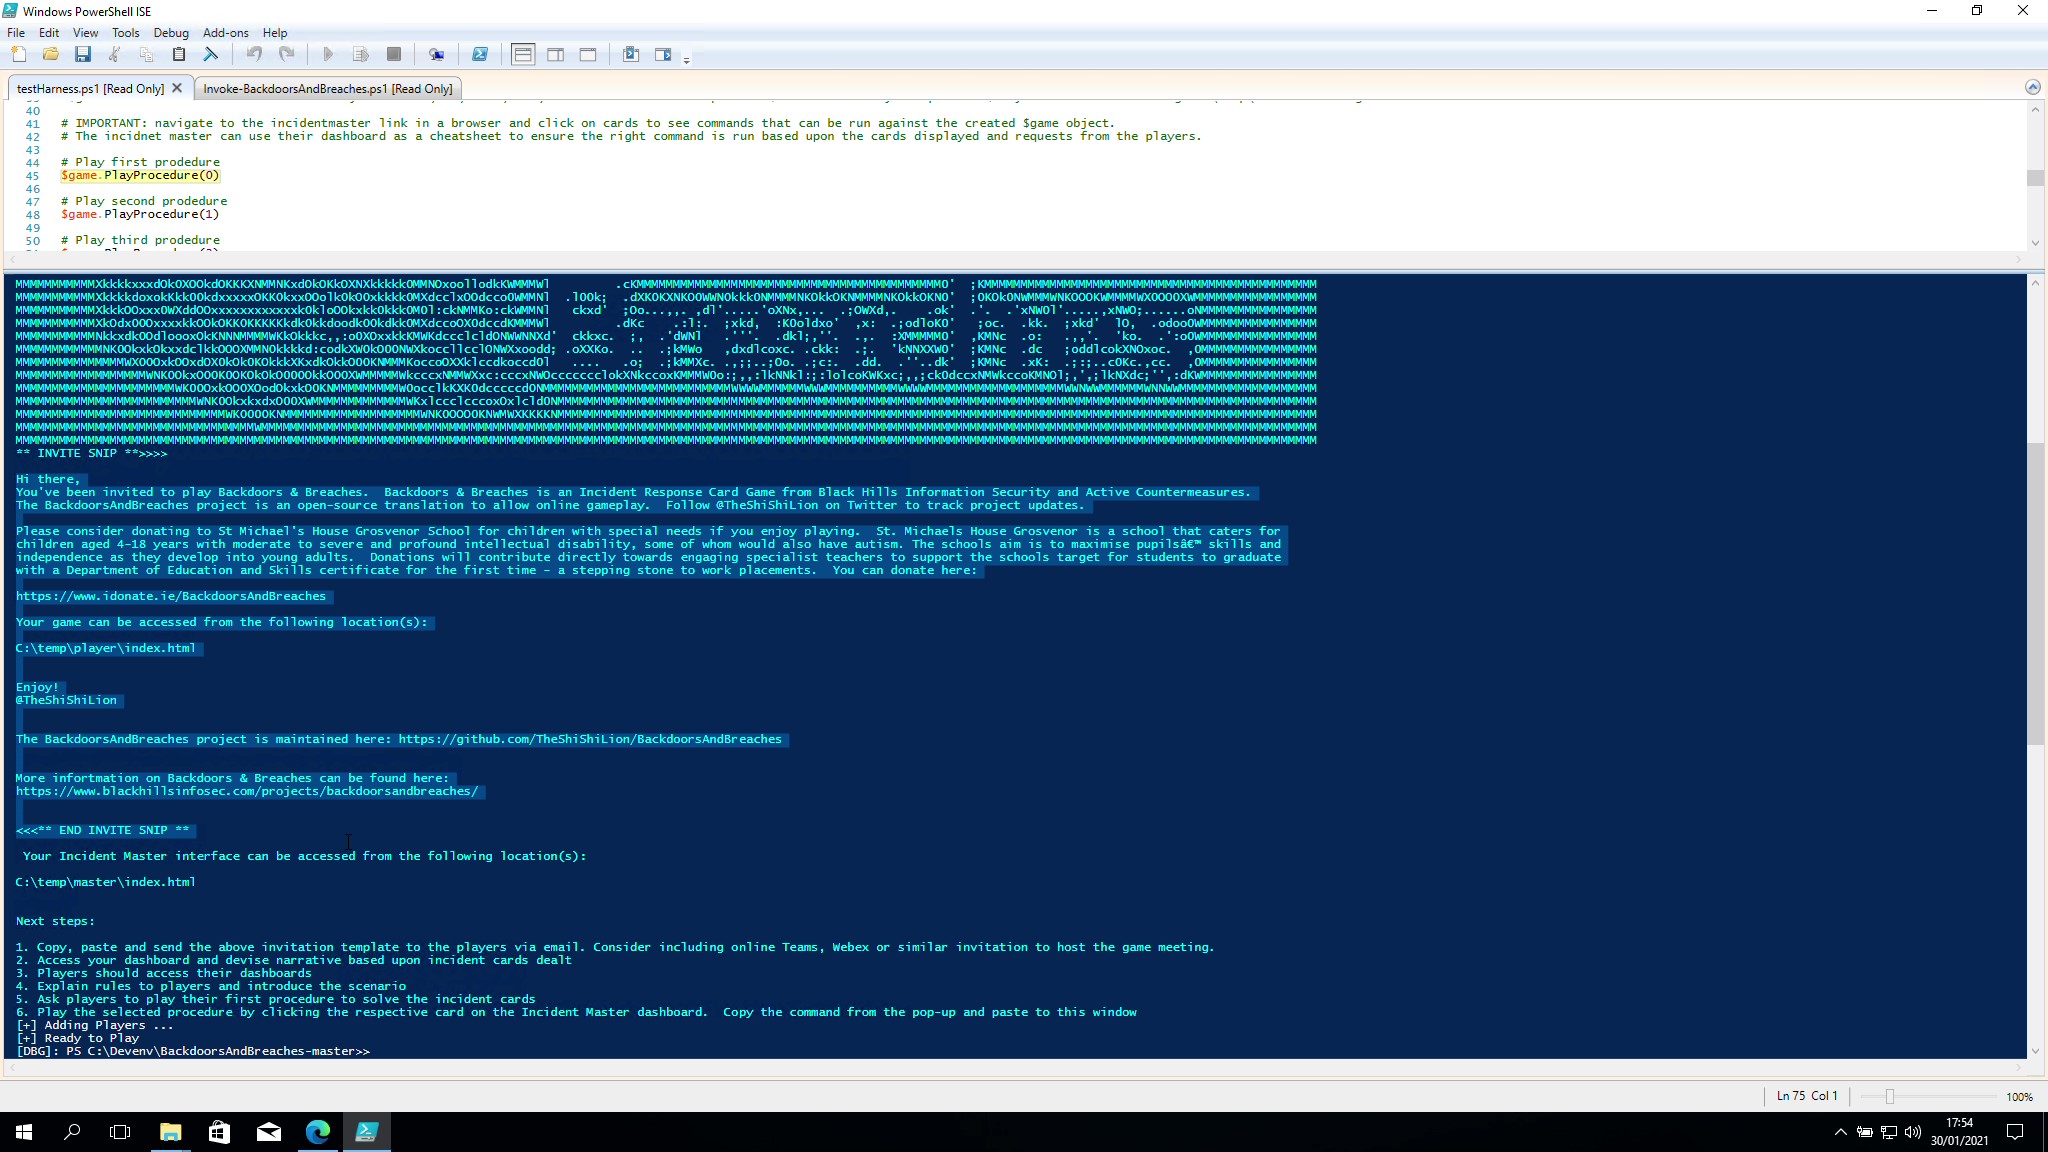 Windows PowerShell ISE
File Edit View Tools Debug Add-ons Help
testHarness.ps1 [Read Only] Invoke-BackdoorsAndBreaches.ps1 [Read Only]
40
41 # IMPORTANT: navigate to the incidentmaster link in a browser and click on cards to see commands that can be run against the created $game object.
42 # The incidnet master can use their dashboard as a cheatsheet to ensure the right command is run based upon the cards displayed and requests from the players.
43
44 # Play first prodedure
45 $game.PlayProcedure(0)
46
47 # Play second prodedure
48 $game.PlayProcedure(1)
49
50 # Play third prodedure
** INVITE SNIP **>>>>
Hi there,
You've been invited to play Backdoors & Breaches.  Backdoors & Breaches is an Incident Response Card Game from Black Hills Information Security and Active Countermeasures.
The BackdoorsAndBreaches project is an open-source translation to allow online gameplay.  Follow @TheShiShiLion on Twitter to track project updates.
Please consider donating to St Michael's House Grosvenor School for children with special needs if you enjoy playing.  St. Michaels House Grosvenor is a school that caters for
children aged 4-18 years with moderate to severe and profound intellectual disability, some of whom would also have autism. The schools aim is to maximise pupilsâ€™ skills and
independence as they develop into young adults.  Donations will contribute directly towards engaging specialist teachers to support the schools target for students to graduate
with a Department of Education and Skills certificate for the first time - a stepping stone to work placements.  You can donate here:
https://www.idonate.ie/BackdoorsAndBreaches
Your game can be accessed from the following location(s):
C:\temp\player\index.html
Enjoy!
@TheShiShiLion
The BackdoorsAndBreaches project is maintained here: https://github.com/TheShiShiLion/BackdoorsAndBreaches
More infortmation on Backdoors & Breaches can be found here:
https://www.blackhillsinfosec.com/projects/backdoorsandbreaches/
<<<** END INVITE SNIP **
Your Incident Master interface can be accessed from the following location(s):
C:\temp\master\index.html
Next steps:
1. Copy, paste and send the above invitation template to the players via email. Consider including online Teams, Webex or similar invitation to host the game meeting.
2. Access your dashboard and devise narrative based upon incident cards dealt
3. Players should access their dashboards
4. Explain rules to players and introduce the scenario
5. Ask players to play their first procedure to solve the incident cards
6. Play the selected procedure by clicking the respective card on the Incident Master dashboard.  Copy the command from the pop-up and paste to this window
[+] Adding Players ...
[+] Ready to Play
[DBG]: PS C:\Devenv\BackdoorsAndBreaches-master>>
Ln 75 Col 1 100%
17:54
30/01/2021